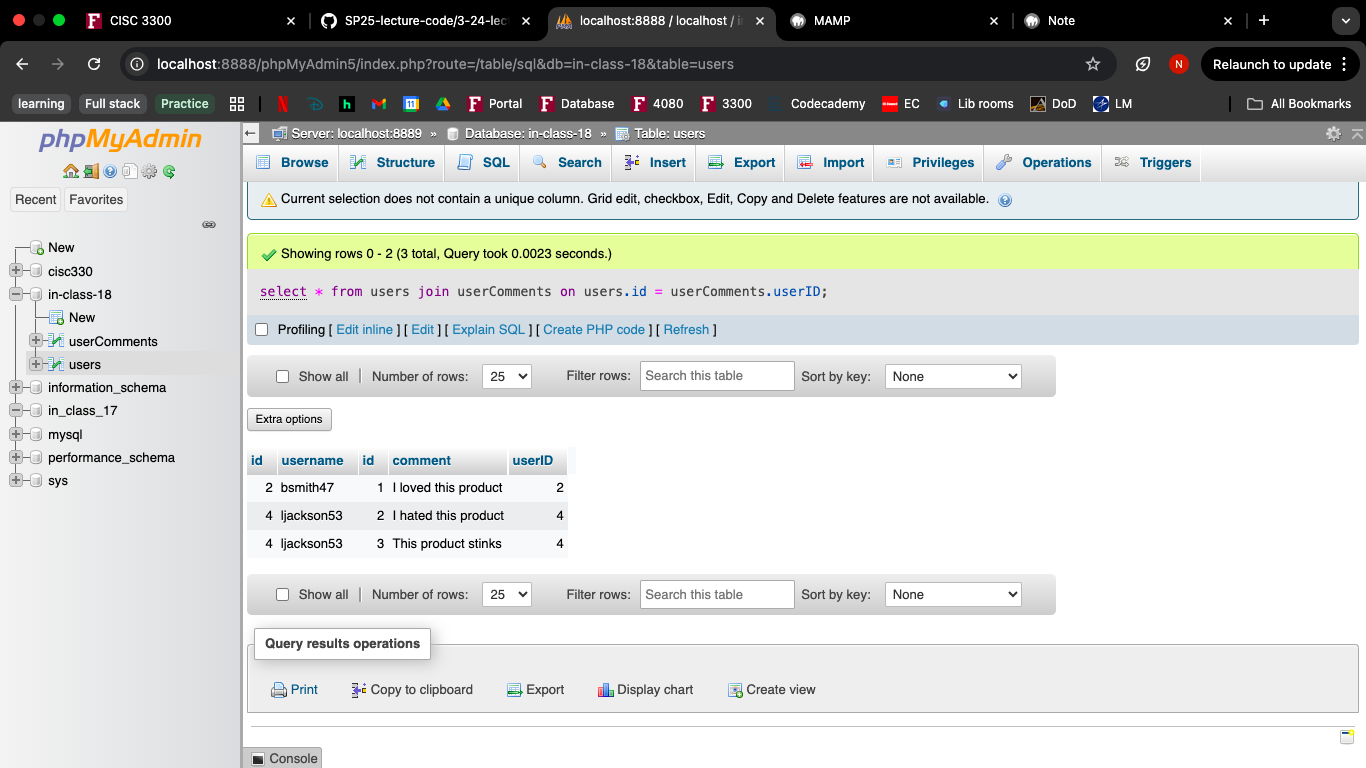 CISC 3300
SP25-lecture-code/3-24-lec
localhost:8888 / localhost / i
MAMP
Note
localhost:8888/phpMyAdmin5/index.php?route=/table/sql&db=in-class-18&table=users
N
Relaunch to update
learning
Full stack
Practice
Portal
Database
4080
3300
Codecademy
EC
Lib rooms
DoD
LM
All Bookmarks
phpMyAdmin
Recent
Favorites
New
cisc330
in-class-18
New
userComments
users
information_schema
in_class_17
mysql
performance_schema
sys
Server: localhost:8889 » Database: in-class-18 » Table: users
Browse
Structure
SQL
Search
Insert
Export
Import
Privileges
Operations
Triggers
Current selection does not contain a unique column. Grid edit, checkbox, Edit, Copy and Delete features are not available.
Showing rows 0 - 2 (3 total, Query took 0.0023 seconds.)
select * from users join userComments on users.id = userComments.userID;
Profiling [ Edit inline ] [ Edit ] [ Explain SQL ] [ Create PHP code ] [ Refresh ]
Show all | Number of rows: 25 Filter rows: Search this table Sort by key: None
Extra options
id username id comment userID
2 bsmith47 1 I loved this product 2
4 ljackson53 2 I hated this product 4
4 ljackson53 3 This product stinks 4
Show all | Number of rows: 25 Filter rows: Search this table Sort by key: None
Query results operations
Print
Copy to clipboard
Export
Display chart
Create view
Console